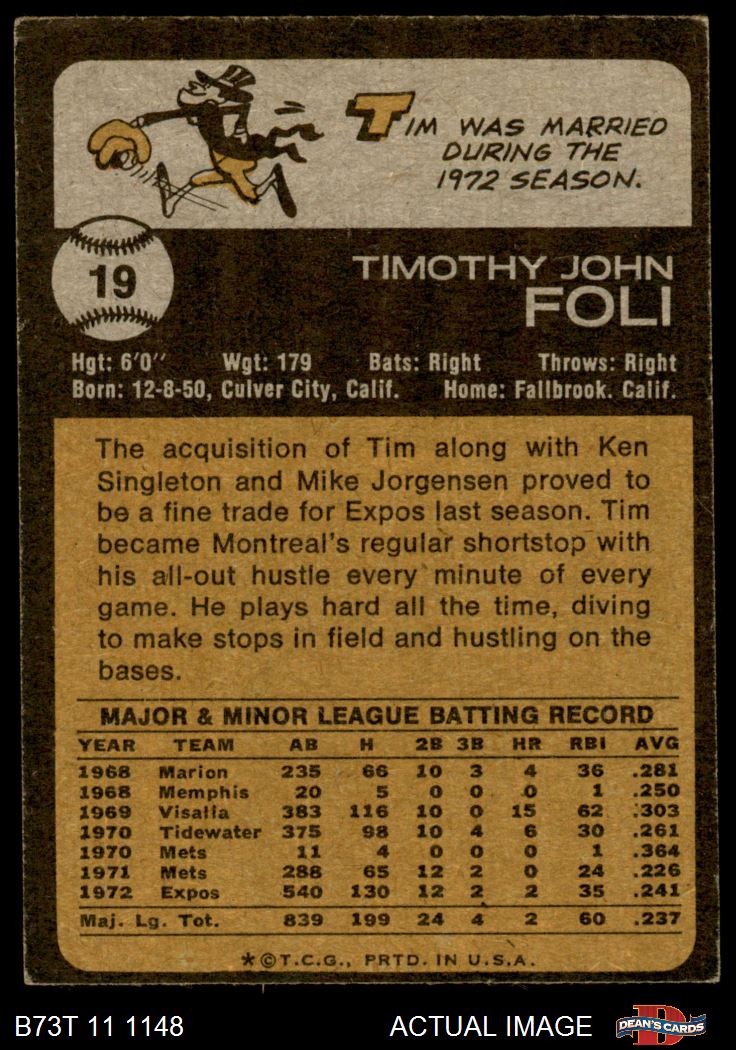 TIM WAS MARRIED
DURING THE
1972 SEASON.
19
TIMOTHY JOHN
FOLI
Hgt: 6'0" Wgt: 179 Bats: Right Throws: Right
Born: 12-8-50, Culver City, Calif. Home: Fallbrook. Calif.
The acquisition of Tim along with Ken
Singleton and Mike Jorgensen proved to
be a fine trade for Expos last season. Tim
became Montreal's regular shortstop with
his all-out hustle every minute of every
game. He plays hard all the time, diving
to make stops in field and hustling on the
bases.
MAJOR & MINOR LEAGUE BATTING RECORD
YEAR TEAM AB H 2B 3B HR RBI AVG
1968 Marion 235 66 10 3 4 36 .281
1968 Memphis 20 5 0 0 0 1 .250
1969 Visalia 383 116 10 0 15 62 .303
1970 Tidewater 375 98 10 4 6 30 .261
1970 Mets 11 4 0 0 0 1 .364
1971 Mets 288 65 12 2 0 24 .226
1972 Expos 540 130 12 2 2 35 .241
Maj. Lg. Tot. 839 199 24 4 2 60 .237
*©T.C.G., PRTD. IN U.S.A.
B73T 11 1148 ACTUAL IMAGE DEAN'S CARDS